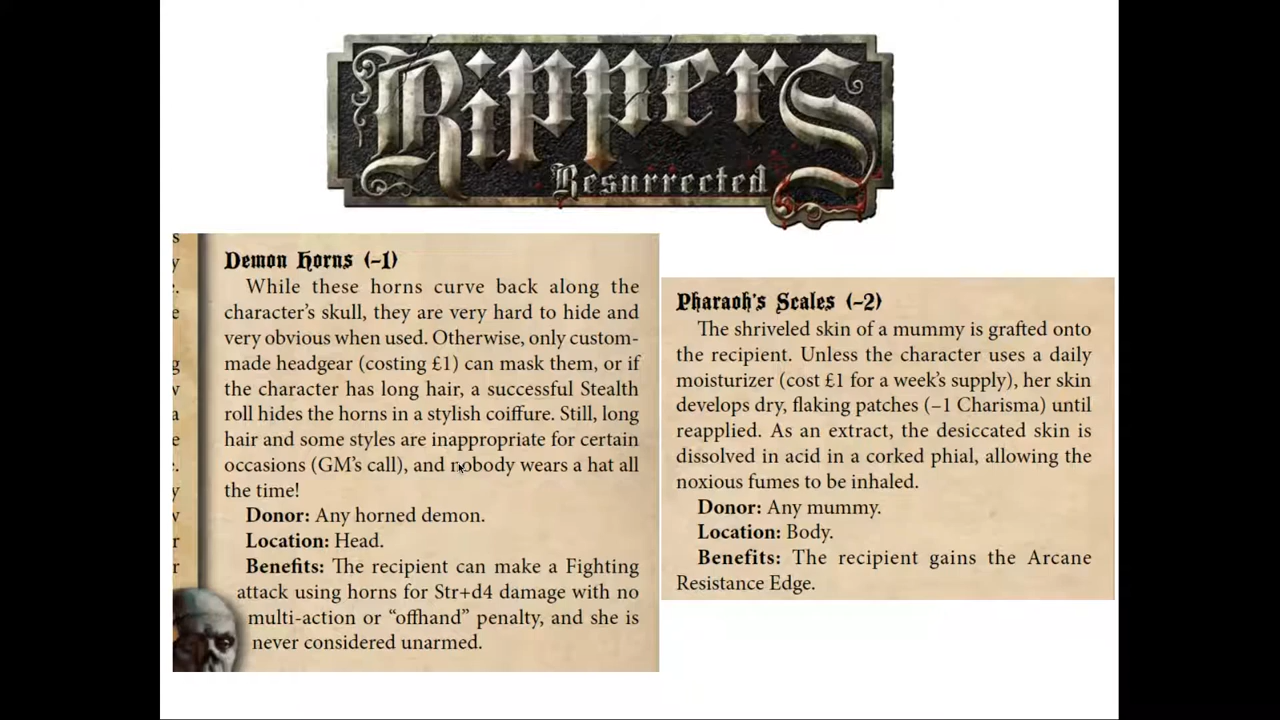 Rippers
Resurrected
Demon Horns (–1)
While these horns curve back along the
character’s skull, they are very hard to hide and
very obvious when used. Otherwise, only custom-
made headgear (costing £1) can mask them, or if
the character has long hair, a successful Stealth
roll hides the horns in a stylish coiffure. Still, long
hair and some styles are inappropriate for certain
occasions (GM’s call), and nobody wears a hat all
the time!
Donor: Any horned demon.
Location: Head.
Benefits: The recipient can make a Fighting
attack using horns for Str+d4 damage with no
multi-action or “offhand” penalty, and she is
never considered unarmed.
Pharaoh’s Scales (–2)
The shriveled skin of a mummy is grafted onto
the recipient. Unless the character uses a daily
moisturizer (cost £1 for a week’s supply), her skin
develops dry, flaking patches (–1 Charisma) until
reapplied. As an extract, the desiccated skin is
dissolved in acid in a corked phial, allowing the
noxious fumes to be inhaled.
Donor: Any mummy.
Location: Body.
Benefits: The recipient gains the Arcane
Resistance Edge.